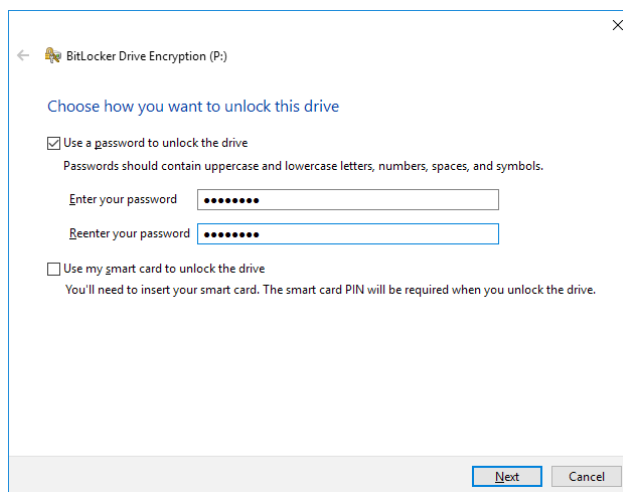 BitLocker Drive Encryption (P:)
Choose how you want to unlock this drive
Use a password to unlock the drive
Passwords should contain uppercase and lowercase letters, numbers, spaces, and symbols.
Enter your password ●●●●●●●●
Reenter your password ●●●●●●●●
Use my smart card to unlock the drive
You'll need to insert your smart card. The smart card PIN will be required when you unlock the drive.
Next Cancel